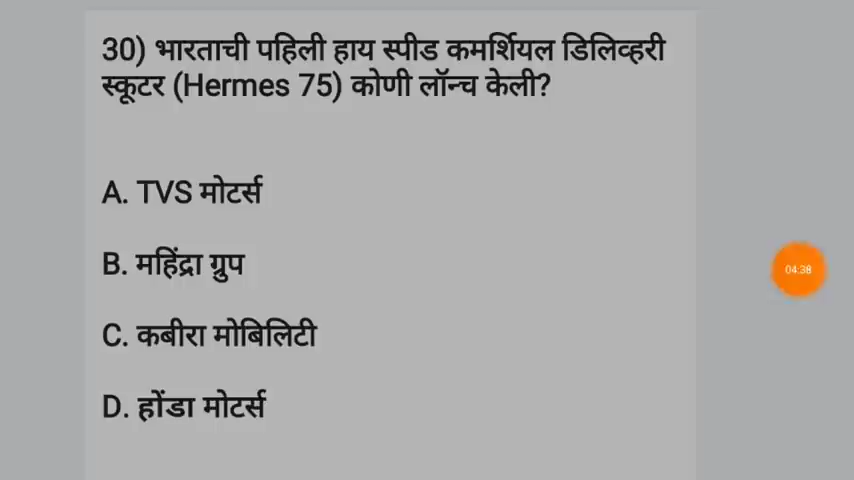 30) भारताची पहिली हाय स्पीड कमर्शियल डिलिव्हरी
स्कूटर (Hermes 75) कोणी लॉन्च केली?
A. TVS मोटर्स
B. महिंद्रा ग्रुप
C. कबीरा मोबिलिटी
D. होंडा मोटर्स
04:38